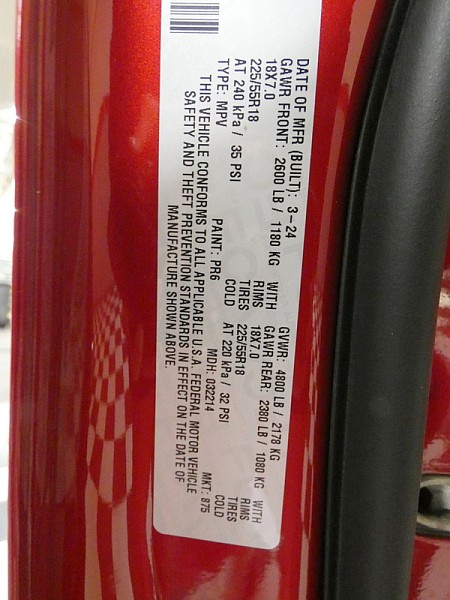 DATE OF MFR (BUILT): 3-24 GVWR: 4800 LB / 2178 KG
GAWR FRONT: 2600 LB / 1180 KG WITH GAWR REAR: 2380 LB / 1080 KG WITH
18X7.0 RIMS 18X7.0 RIMS
225/55R18 TIRES 225/55R18 TIRES
AT 240 kPa / 35 PSI COLD AT 220 kPa / 32 PSI COLD
TYPE: MPV PAINT: PR6 MDH: 032214 MKT: 875
THIS VEHICLE CONFORMS TO ALL APPLICABLE U.S.A. FEDERAL MOTOR VEHICLE
SAFETY AND THEFT PREVENTION STANDARDS IN EFFECT ON THE DATE OF
MANUFACTURE SHOWN ABOVE.